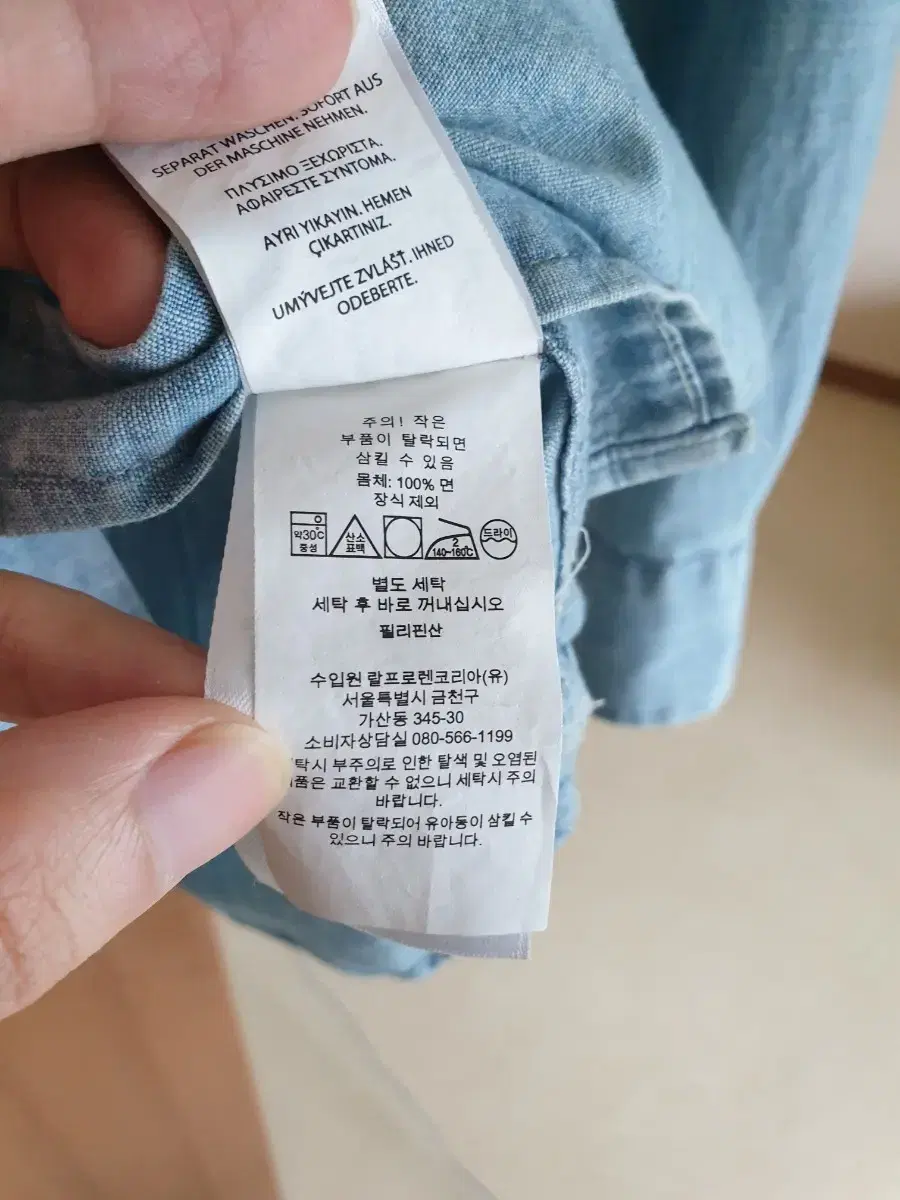 SEPARAT WASCHEN. SOFORT AUS
DER MASCHINE NEHMEN.
ΠΛΥΣΙΜΟ ΞΕΧΩΡΙΣΤΑ.
ΑΦΑΙΡΕΣΤΕ ΣΥΝΤΟΜΑ.
AYRI YIKAYIN. HEMEN
ÇIKARTINIZ.
UMÝVEJTE ZVLÁŠŤ. IHNED
ODEBERTE.
주의! 작은
부품이 탈락되면
삼킬 수 있음
몸체: 100% 면
장식 제외
약30℃
중성
산소
표백
2
140~160℃
드라이
별도 세탁
세탁 후 바로 꺼내십시오
필리핀산
수입원 랄프로렌코리아(유)
서울특별시 금천구
가산동 345-30
소비자상담실 080-566-1199
탁시 부주의로 인한 탈색 및 오염된
품은 교환할 수 없으니 세탁시 주의
바랍니다.
작은 부품이 탈락되어 유아동이 삼킬 수
있으니 주의 바랍니다.